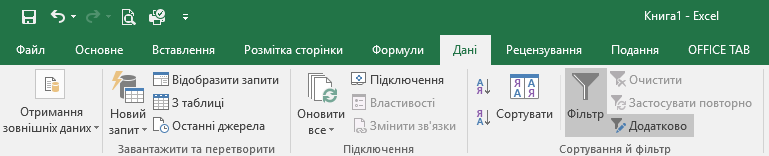 Книга1 - Excel
Файл Основне Вставлення Розмітка сторінки Формули Дані Рецензування Подання OFFICE TAB
Отримання зовнішніх даних
Новий запит
Відобразити запити
З таблиці
Останні джерела
Завантажити та перетворити
Оновити все
Підключення
Властивості
Змінити зв'язки
Підключення
А
Я
Я
А
Я А
А Я
Сортувати
Фільтр
Очистити
Застосувати повторно
Додатково
Сортування й фільтр